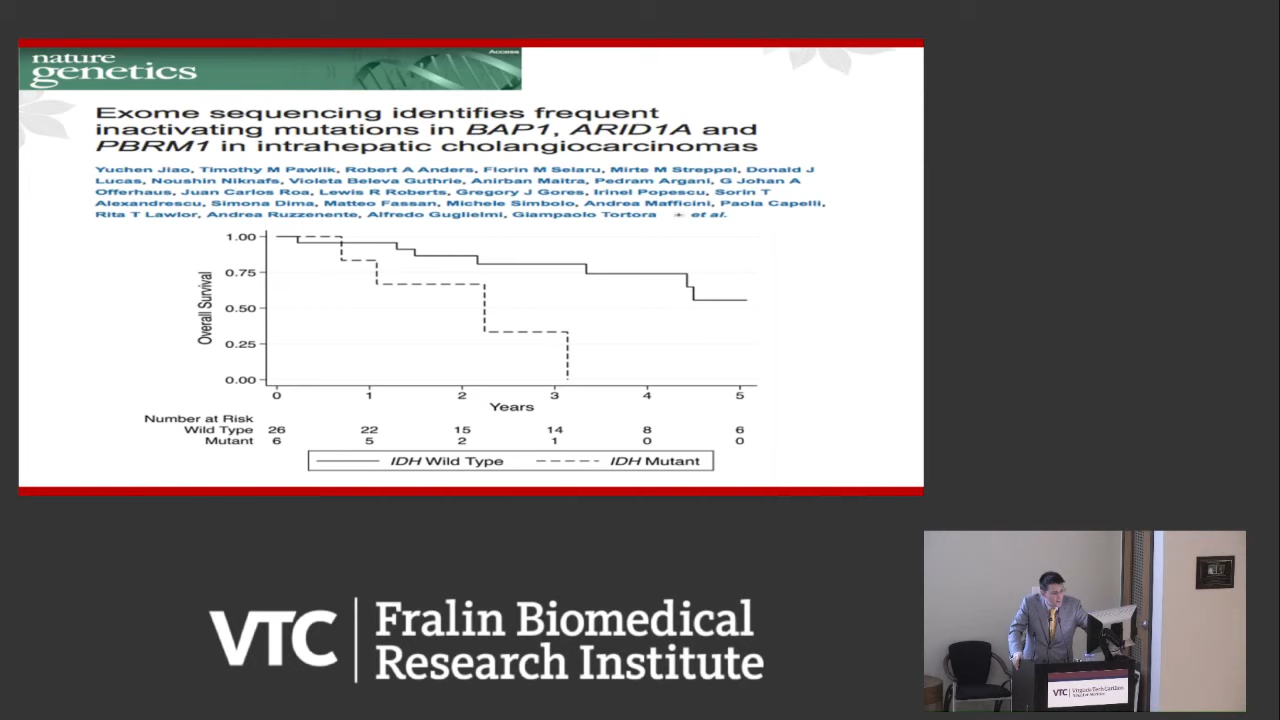 nature
genetics
Access
Exome sequencing identifies frequent
inactivating mutations in BAP1, ARID1A and
PBRM1 in intrahepatic cholangiocarcinomas
Yuchen Jiao, Timothy M Pawlik, Robert A Anders, Florin M Selaru, Mirte M Streppel, Donald J
Lucas, Noushin Niknafs, Violeta Beleva Guthrie, Anirban Maitra, Pedram Argani, G Johan A
Offerhaus, Juan Carlos Roa, Lewis R Roberts, Gregory J Gores, Irinel Popescu, Sorin T
Alexandrescu, Simona Dima, Matteo Fassan, Michele Simbolo, Andrea Mafficini, Paola Capelli,
Rita T Lawlor, Andrea Ruzzenente, Alfredo Guglielmi, Giampaolo Tortora et al.
1.00
0.75
0.50
0.25
0.00
Overall Survival
0 1 2 3 4 5
Years
Number at Risk
Wild Type 26 22 15 14 8 6
Mutant 6 5 2 1 0 0
IDH Wild Type IDH Mutant
VTC Fralin Biomedical
Research Institute
VTC Virginia Tech Carilion